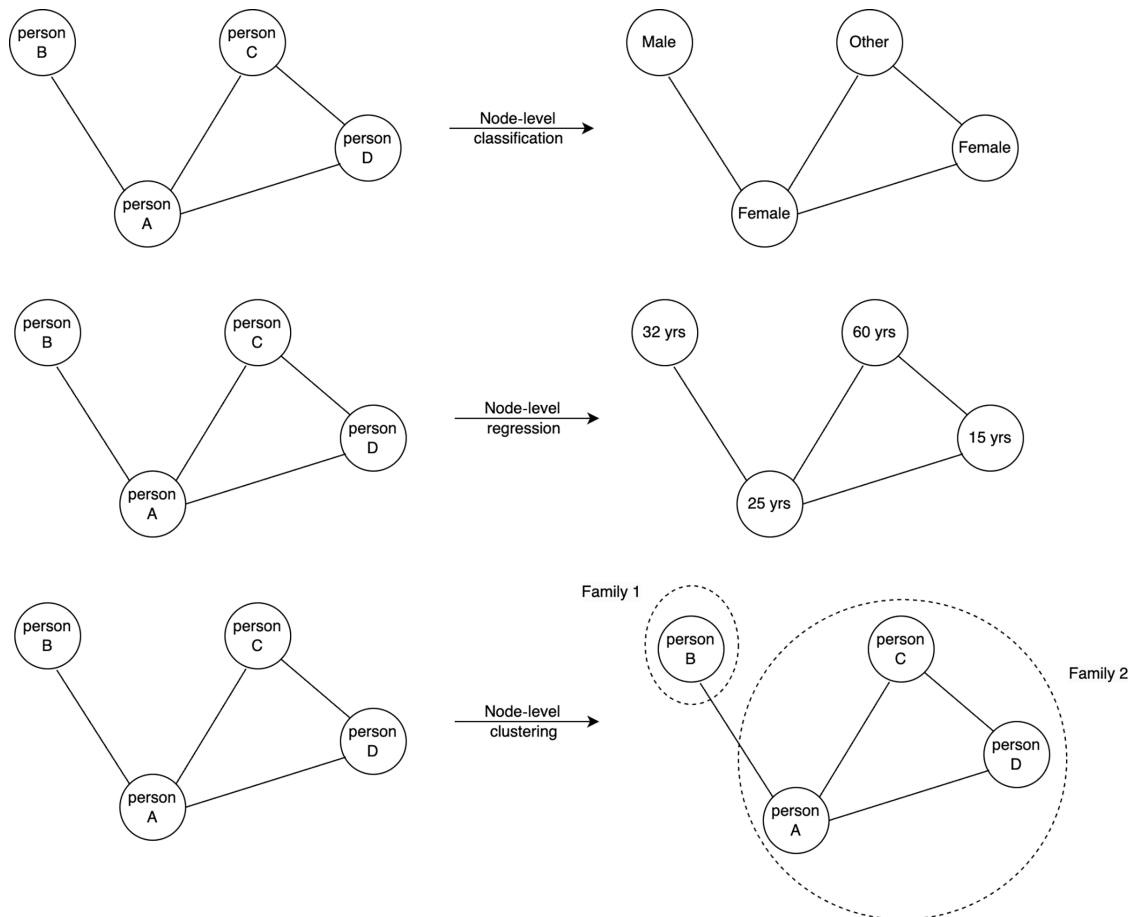 person
B
person
C
person
D
person
A
Node-level
classification
Male
Other
Female
Female
person
B
person
C
person
D
person
A
Node-level
regression
32 yrs
60 yrs
15 yrs
25 yrs
person
B
person
C
person
D
person
A
Node-level
clustering
Family 1
person
B
person
C
Family 2
person
D
person
A